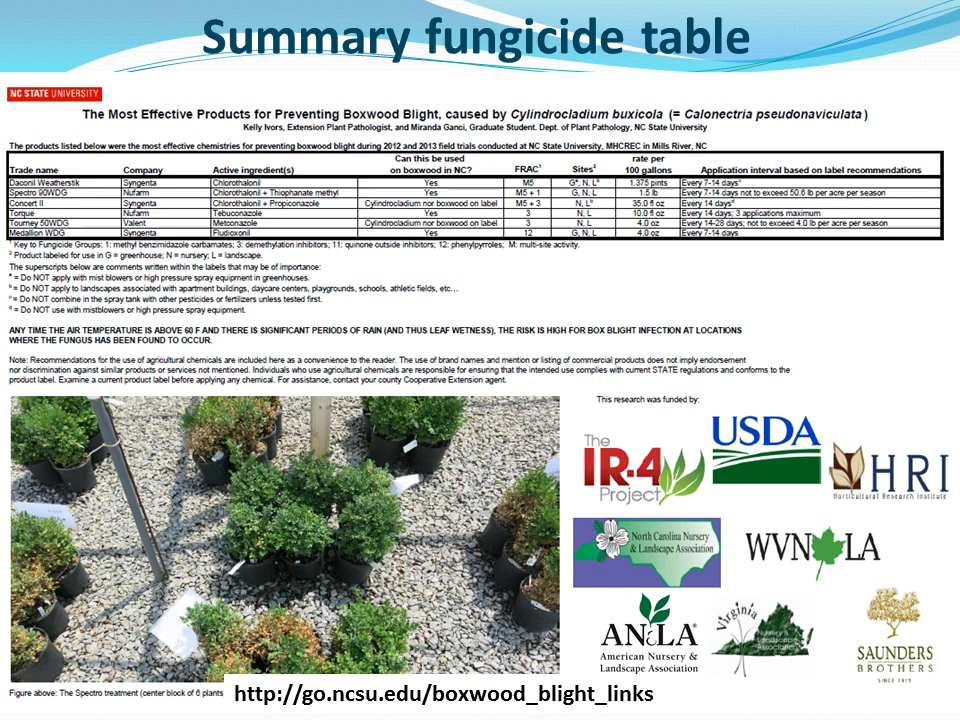 Summary fungicide table
NC STATE UNIVERSITY
The Most Effective Products for Preventing Boxwood Blight, caused by Cylindrocladium buxicola (= Calonectria pseudonaviculata)
Kelly Ivors, Extension Plant Pathologist, and Miranda Ganci, Graduate Student. Dept. of Plant Pathology, NC State University
The products listed below were the most effective chemistries for preventing boxwood blight during 2012 and 2013 field trials conducted at NC State University, MHCREC in Mills River, NC
Trade name Company Active ingredient(s) Can this be used on boxwood in NC? FRAC1 Sites2 rate per 100 gallons Application interval based on label recommendations
Daconil Weatherstik Syngenta Chlorothalonil Yes M5 Ga, N, Lb 1.375 pints Every 7-14 daysc
Spectro 90WDG Nufarm Chlorothalonil + Thiophanate methyl Yes M5 + 1 G, N, L 1.5 lb Every 7-14 days not to exceed 50.6 lb per acre per season
Concert II Syngenta Chlorothalonil + Propiconazole Cylindrocladium nor boxwood on label M5 + 3 N, Lb 35.0 fl oz Every 14 daysd
Torque Nufarm Tebuconazole Yes 3 N, L 10.0 fl oz Every 14 days; 3 applications maximum
Tourney 50WDG Valent Metconazole Cylindrocladium nor boxwood on label 3 N, L 4.0 oz Every 14-28 days; not to exceed 4.0 lb per acre per season
Medallion WDG Syngenta Fludioxonil Yes 12 G, N, L 4.0 oz Every 7-14 days
1 Key to Fungicide Groups: 1: methyl benzimidazole carbamates; 3: demethylation inhibitors; 11: quinone outside inhibitors; 12: phenylpyrroles; M: multi-site activity.
2 Product labeled for use in G = greenhouse; N = nursery; L = landscape.
The superscripts below are comments written within the labels that may be of importance:
a = Do NOT apply with mist blowers or high pressure spray equipment in greenhouses.
b = Do NOT apply to landscapes associated with apartment buildings, daycare centers, playgrounds, schools, athletic fields, etc…
c = Do NOT combine in the spray tank with other pesticides or fertilizers unless tested first.
d = Do NOT use with mistblowers or high pressure spray equipment.
ANY TIME THE AIR TEMPERATURE IS ABOVE 60 F AND THERE IS SIGNIFICANT PERIODS OF RAIN (AND THUS LEAF WETNESS), THE RISK IS HIGH FOR BOX BLIGHT INFECTION AT LOCATIONS
WHERE THE FUNGUS HAS BEEN FOUND TO OCCUR.
Note: Recommendations for the use of agricultural chemicals are included here as a convenience to the reader. The use of brand names and mention or listing of commercial products does not imply endorsement
nor discrimination against similar products or services not mentioned. Individuals who use agricultural chemicals are responsible for ensuring that the intended use complies with current STATE regulations and conforms to the
product label. Examine a current product label before applying any chemical. For assistance, contact your county Cooperative Extension agent.
This research was funded by:
The
IR-4
Project
USDA
HRI
Horticultural Research Institute
North Carolina Nursery
& Landscape Association
WVNLA
ANLA
American Nursery &
Landscape Association
Virginia
Nursery &
Landscape
Association
SAUNDERS
BROTHERS
SINCE 1915
Figure above: The Spectro treatment (center block of 6 plants
http://go.ncsu.edu/boxwood_blight_links